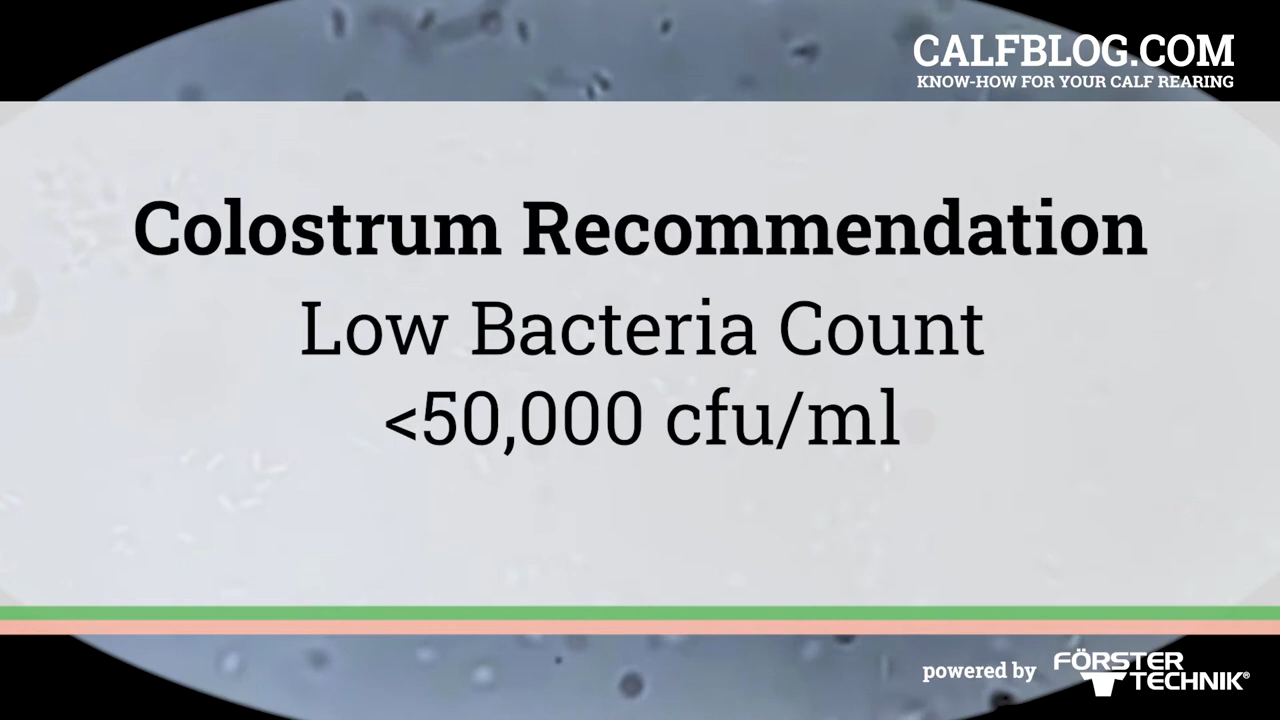 CALFBLOG.COM
KNOW-HOW FOR YOUR CALF REARING
Colostrum Recommendation
Low Bacteria Count
<50,000 cfu/ml
powered by
FÖRSTER
TECHNIK®